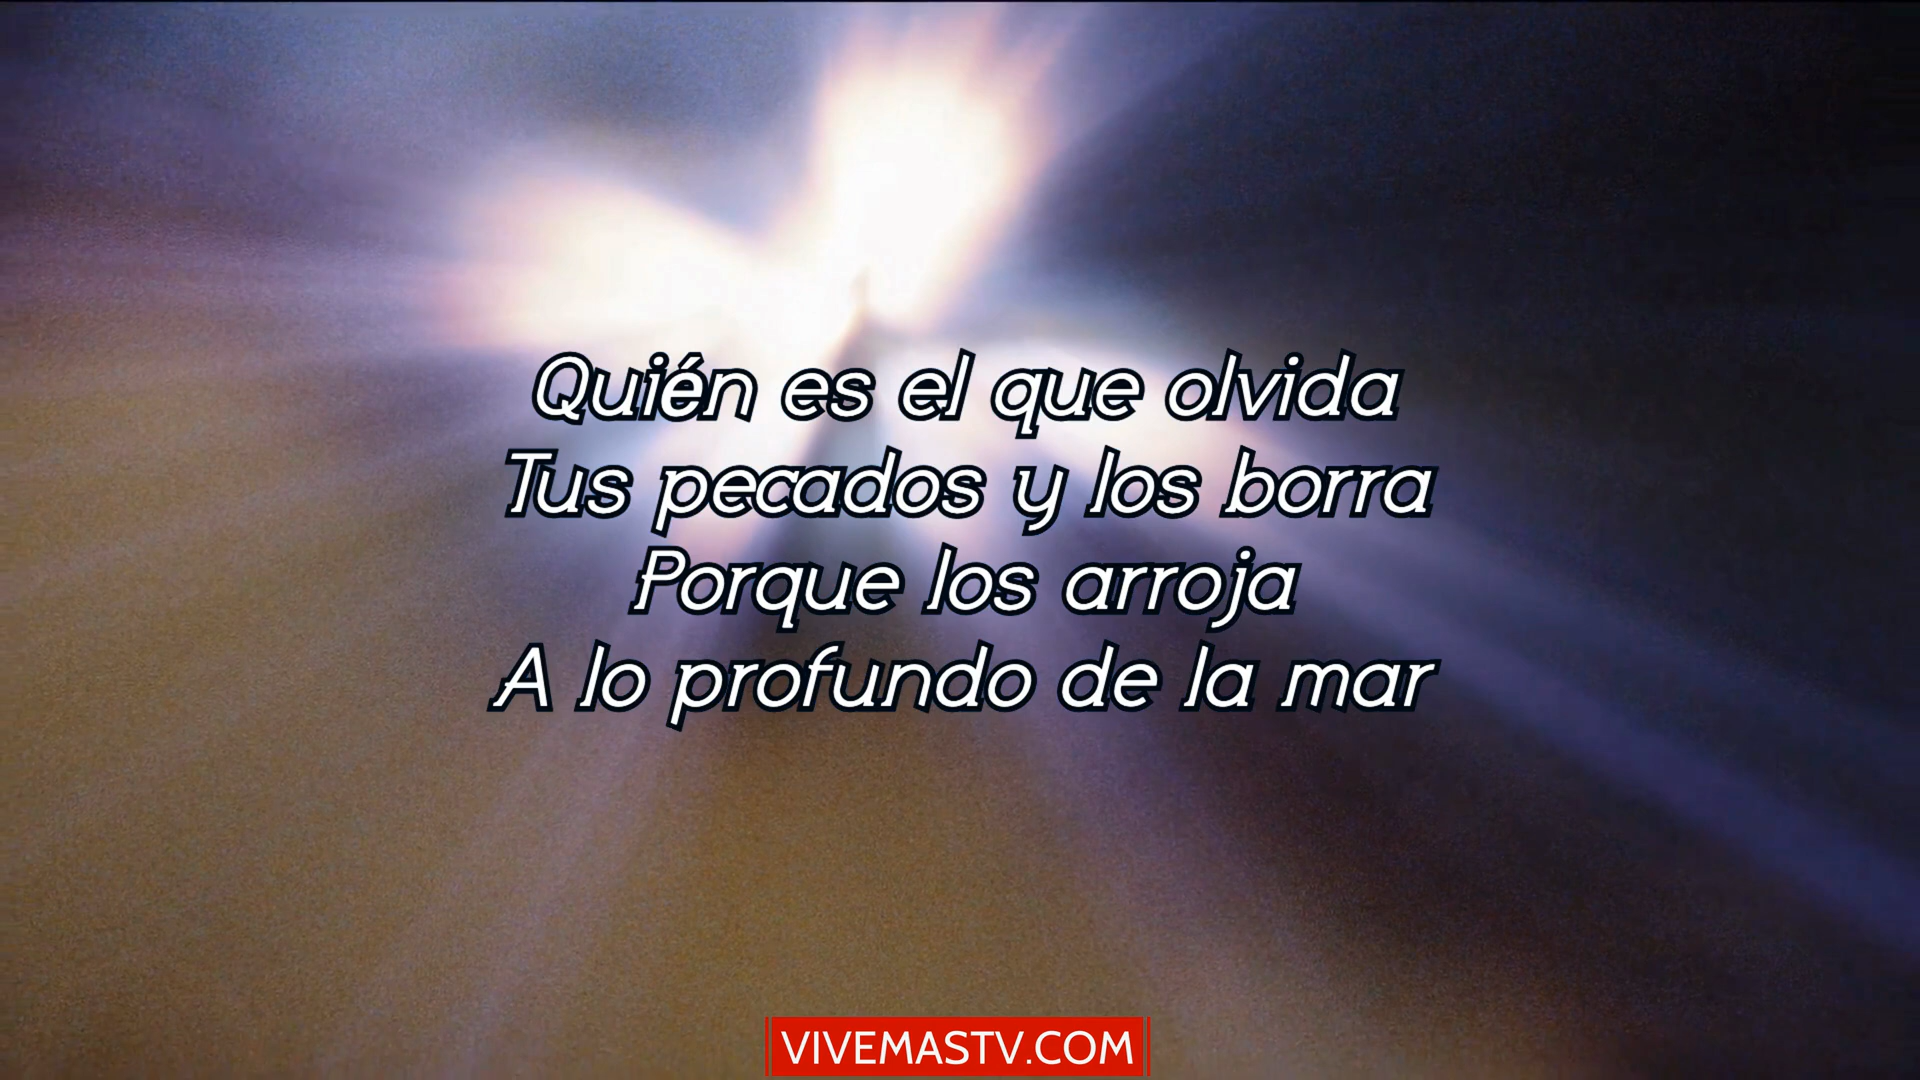 Quién es el que olvida
Tus pecados y los borra
Porque los arroja
A lo profundo de la mar
VIVEMASTV.COM